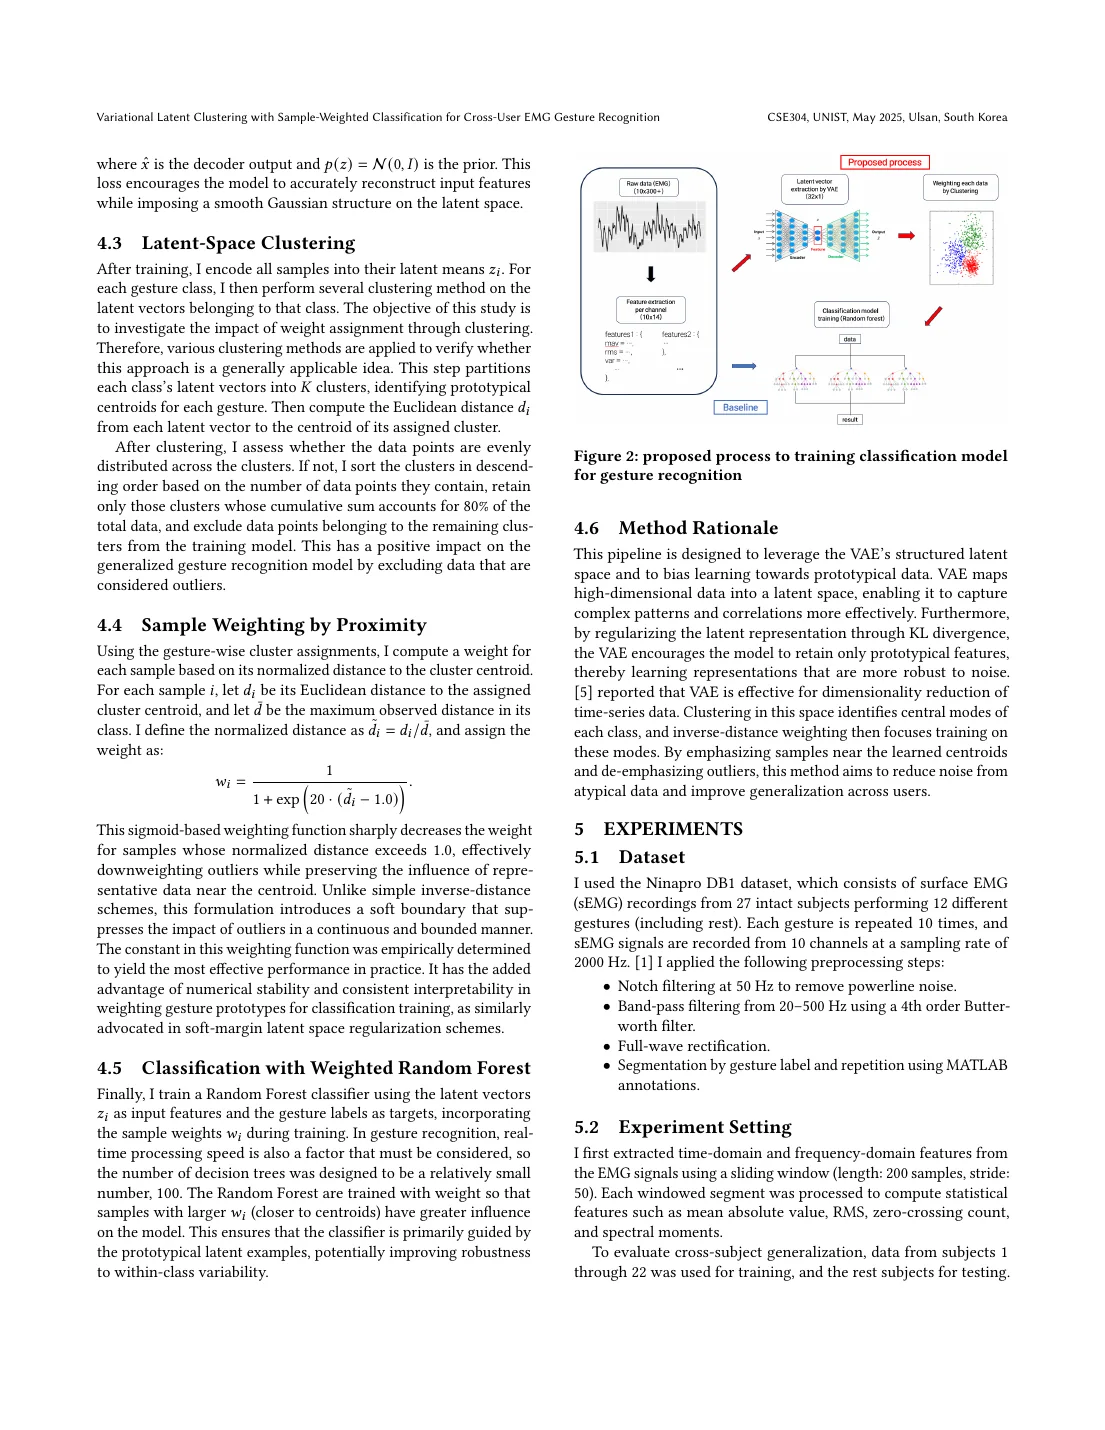 Variational Latent Clustering with Sample-Weighted Classification for Cross-User EMG Gesture Recognition
CSE304, UNIST, May 2025, Ulsan, South Korea
where x̂ is the decoder output and p(z) = N(0, I) is the prior. This
loss encourages the model to accurately reconstruct input features
while imposing a smooth Gaussian structure on the latent space.
4.3 Latent-Space Clustering
After training, I encode all samples into their latent means zᵢ. For
each gesture class, I then perform several clustering method on the
latent vectors belonging to that class. The objective of this study is
to investigate the impact of weight assignment through clustering.
Therefore, various clustering methods are applied to verify whether
this approach is a generally applicable idea. This step partitions
each class's latent vectors into K clusters, identifying prototypical
centroids for each gesture. Then compute the Euclidean distance dᵢ
from each latent vector to the centroid of its assigned cluster.
After clustering, I assess whether the data points are evenly
distributed across the clusters. If not, I sort the clusters in descend-
ing order based on the number of data points they contain, retain
only those clusters whose cumulative sum accounts for 80% of the
total data, and exclude data points belonging to the remaining clus-
ters from the training model. This has a positive impact on the
generalized gesture recognition model by excluding data that are
considered outliers.
4.4 Sample Weighting by Proximity
Using the gesture-wise cluster assignments, I compute a weight for
each sample based on its normalized distance to the cluster centroid.
For each sample i, let dᵢ be its Euclidean distance to the assigned
cluster centroid, and let d̄ be the maximum observed distance in its
class. I define the normalized distance as d̃ᵢ = dᵢ/d̄, and assign the
weight as:
wᵢ = 1 / (1 + exp(20 · (d̃ᵢ − 1.0))).
This sigmoid-based weighting function sharply decreases the weight
for samples whose normalized distance exceeds 1.0, effectively
downweighting outliers while preserving the influence of repre-
sentative data near the centroid. Unlike simple inverse-distance
schemes, this formulation introduces a soft boundary that sup-
presses the impact of outliers in a continuous and bounded manner.
The constant in this weighting function was empirically determined
to yield the most effective performance in practice. It has the added
advantage of numerical stability and consistent interpretability in
weighting gesture prototypes for classification training, as similarly
advocated in soft-margin latent space regularization schemes.
4.5 Classification with Weighted Random Forest
Finally, I train a Random Forest classifier using the latent vectors
zᵢ as input features and the gesture labels as targets, incorporating
the sample weights wᵢ during training. In gesture recognition, real-
time processing speed is also a factor that must be considered, so
the number of decision trees was designed to be a relatively small
number, 100. The Random Forest are trained with weight so that
samples with larger wᵢ (closer to centroids) have greater influence
on the model. This ensures that the classifier is primarily guided by
the prototypical latent examples, potentially improving robustness
to within-class variability.
Proposed process
Raw data (EMG)
(10x300+)
Feature extraction
per channel
(10x14)
features1 : {
mav = ···,
rms = ···,
var = ···,
···
},
features2 : {
···
},
···
Latent vector
extraction by VAE
(32x1)
Input
Encoder
Feature
Decoder
Output
Weighting each data
by Clustering
Classification model
training (Random forest)
data
result
Baseline
Figure 2: proposed process to training classification model
for gesture recognition
4.6 Method Rationale
This pipeline is designed to leverage the VAE's structured latent
space and to bias learning towards prototypical data. VAE maps
high-dimensional data into a latent space, enabling it to capture
complex patterns and correlations more effectively. Furthermore,
by regularizing the latent representation through KL divergence,
the VAE encourages the model to retain only prototypical features,
thereby learning representations that are more robust to noise.
[5] reported that VAE is effective for dimensionality reduction of
time-series data. Clustering in this space identifies central modes of
each class, and inverse-distance weighting then focuses training on
these modes. By emphasizing samples near the learned centroids
and de-emphasizing outliers, this method aims to reduce noise from
atypical data and improve generalization across users.
5 EXPERIMENTS
5.1 Dataset
I used the Ninapro DB1 dataset, which consists of surface EMG
(sEMG) recordings from 27 intact subjects performing 12 different
gestures (including rest). Each gesture is repeated 10 times, and
sEMG signals are recorded from 10 channels at a sampling rate of
2000 Hz. [1] I applied the following preprocessing steps:
• Notch filtering at 50 Hz to remove powerline noise.
• Band-pass filtering from 20–500 Hz using a 4th order Butter-
worth filter.
• Full-wave rectification.
• Segmentation by gesture label and repetition using MATLAB
annotations.
5.2 Experiment Setting
I first extracted time-domain and frequency-domain features from
the EMG signals using a sliding window (length: 200 samples, stride:
50). Each windowed segment was processed to compute statistical
features such as mean absolute value, RMS, zero-crossing count,
and spectral moments.
To evaluate cross-subject generalization, data from subjects 1
through 22 was used for training, and the rest subjects for testing.